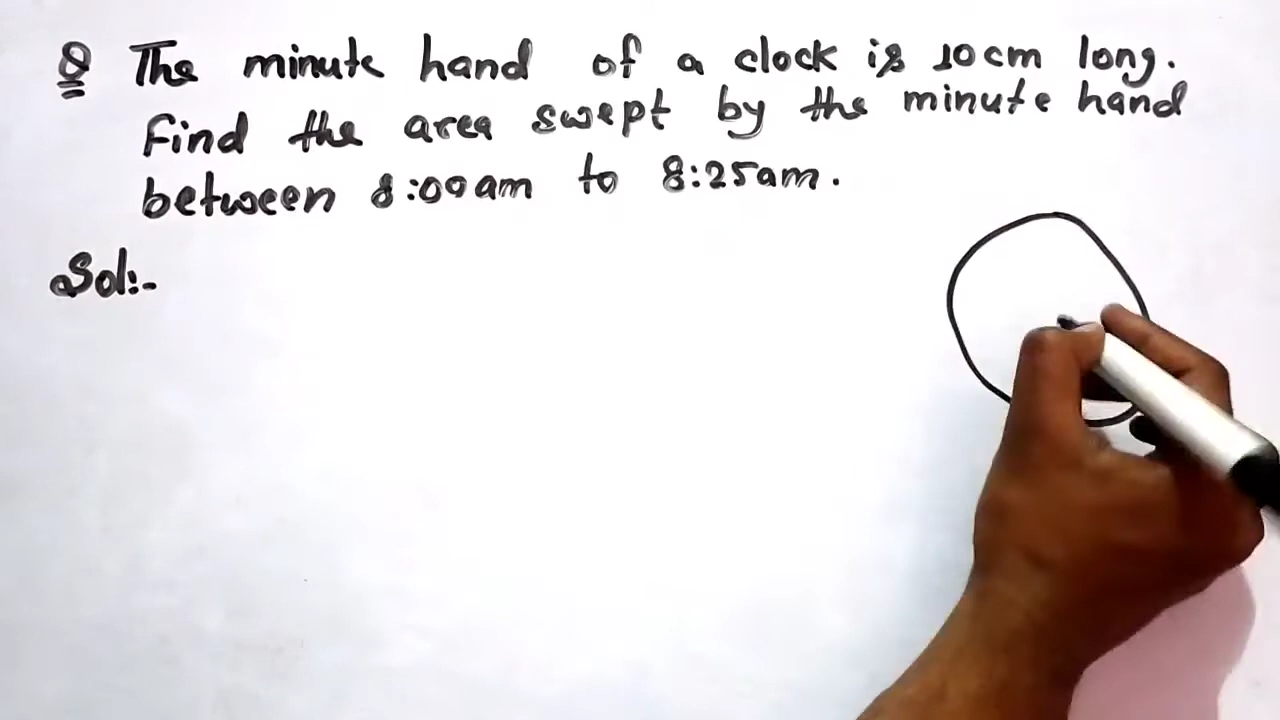 Q The minute hand of a clock is 10cm long.
Find the area swept by the minute hand
between 8:00am to 8:25am.
Sol:-